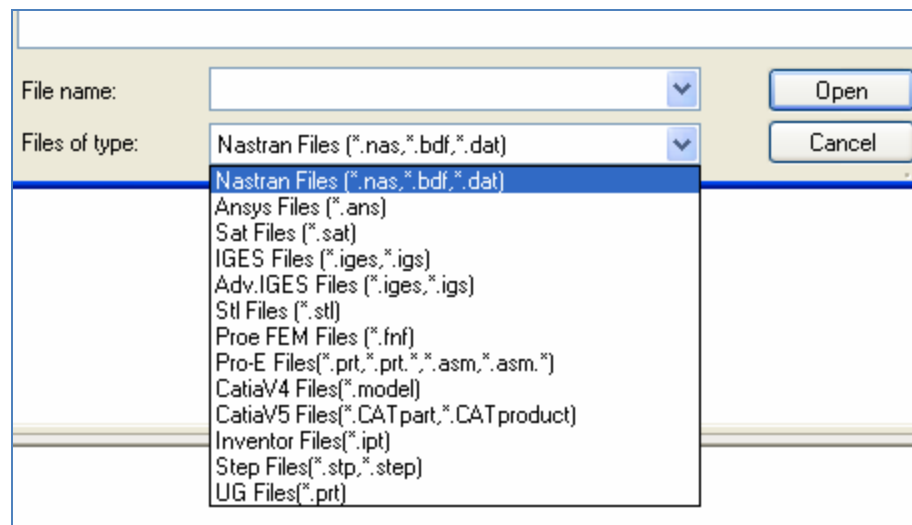 File name:
Open
Files of type:
Nastran Files (*.nas,*.bdf,*.dat)
Cancel
Nastran Files (*.nas,*.bdf,*.dat)
Ansys Files (*.ans)
Sat Files (*.sat)
IGES Files (*.iges,*.igs)
Adv.IGES Files (*.iges,*.igs)
Stl Files (*.stl)
Proe FEM Files (*.fnf)
Pro-E Files(*.prt,*.prt.*,*.asm,*.asm.*)
CatiaV4 Files(*.model)
CatiaV5 Files(*.CATpart,*.CATproduct)
Inventor Files(*.ipt)
Step Files(*.stp,*.step)
UG Files(*.prt)